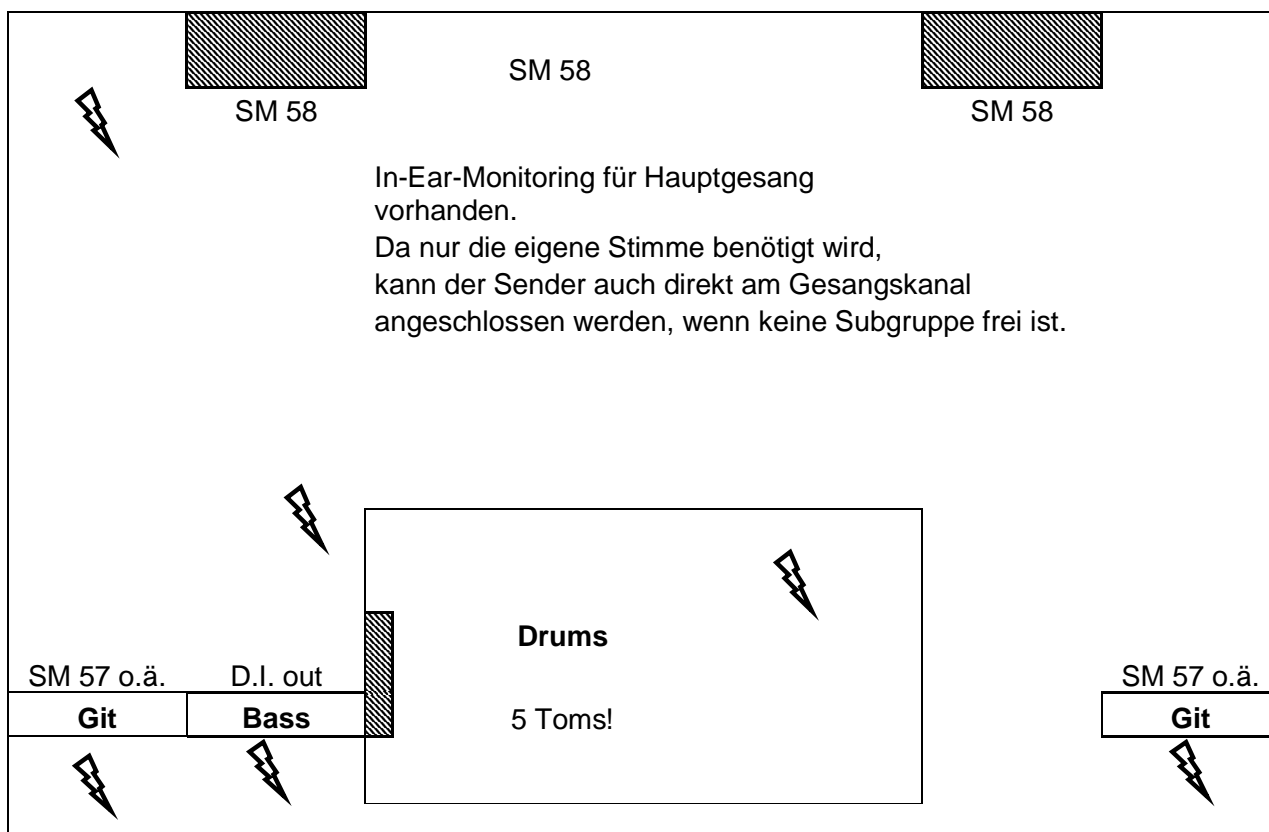 SM 58
SM 58
SM 58
In-Ear-Monitoring für Hauptgesang
vorhanden.
Da nur die eigene Stimme benötigt wird,
kann der Sender auch direkt am Gesangskanal
angeschlossen werden, wenn keine Subgruppe frei ist.
Drums
SM 57 o.ä.
D.I. out
SM 57 o.ä.
Git
Bass
5 Toms!
Git